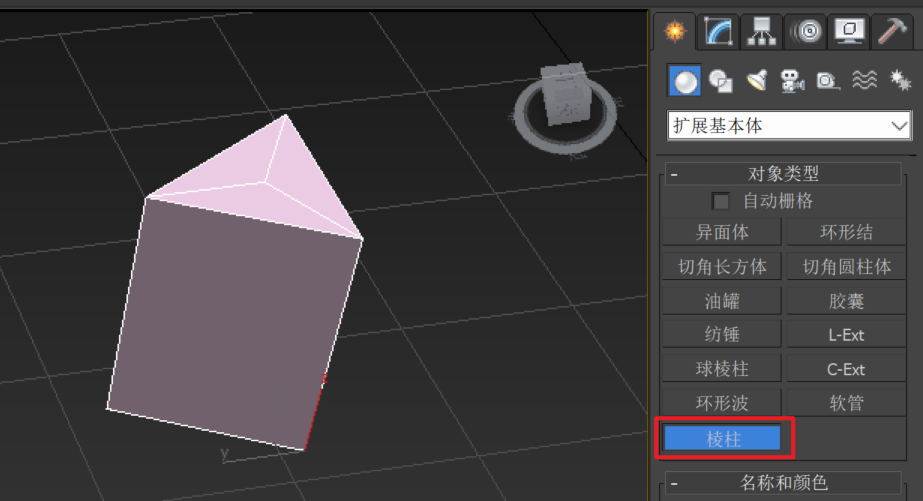 扩展基本体
- 对象类型
自动栅格
异面体 环形结
切角长方体 切角圆柱体
油罐 胶囊
纺锤 L-Ext
球棱柱 C-Ext
环形波 软管
棱柱
- 名称和颜色
y